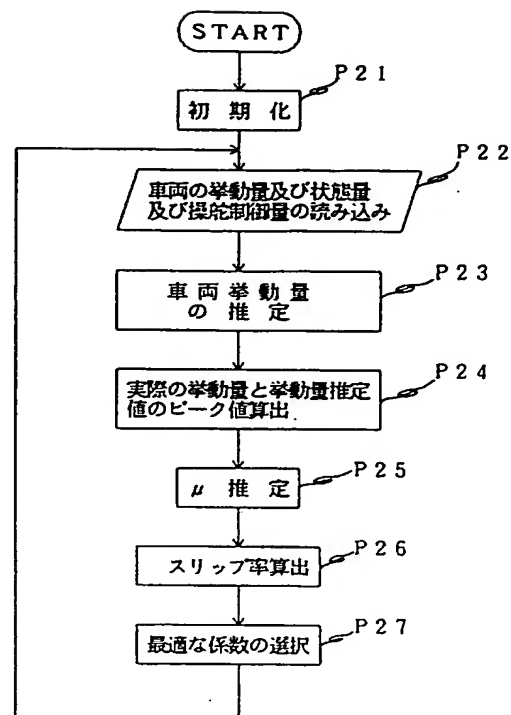 START
P21
初期化
P22
車両の挙動量及び状態量
及び操舵制御量の読み込み
P23
車両挙動量
の推定
P24
実際の挙動量と挙動量推定
値のピーク値算出
P25
μ推定
P26
スリップ率算出
P27
最適な係数の選択